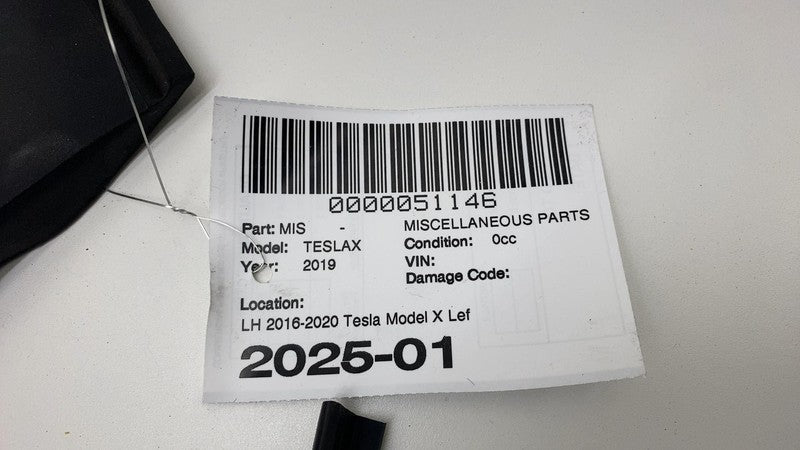 0000051146
Part: MIS - MISCELLANEOUS PARTS
Model: TESLAX Condition: 0cc
Year: 2019 VIN:
Damage Code:
Location:
LH 2016-2020 Tesla Model X Lef
2025-01